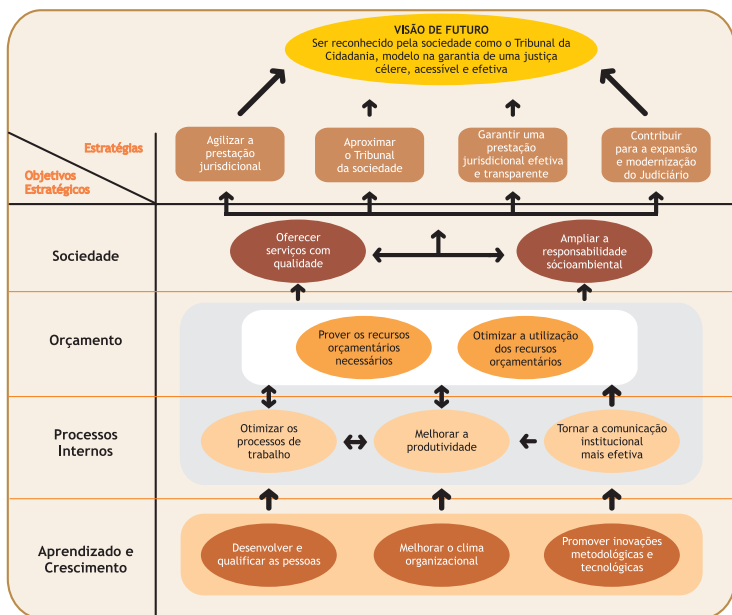 VISÃO DE FUTURO
Ser reconhecido pela sociedade como o Tribunal da
Cidadania, modelo na garantia de uma justiça
célere, acessível e efetiva
Estratégias
Objetivos
Estratégicos
Agilizar a
prestação
jurisdicional
Aproximar
o Tribunal
da sociedade
Garantir uma
prestação
jurisdicional efetiva
e transparente
Contribuir
para a expansão
e modernização
do Judiciário
Sociedade
Oferecer
serviços com
qualidade
Ampliar a
responsabilidade
sócioambiental
Orçamento
Prover os recursos
orçamentários
necessários
Otimizar a utilização
dos recursos
orçamentários
Processos
Internos
Otimizar os
processos de
trabalho
Melhorar a
produtividade
Tornar a comunicação
institucional
mais efetiva
Aprendizado e
Crescimento
Desenvolver e
qualificar as pessoas
Melhorar o clima
organizacional
Promover inovações
metodológicas e
tecnológicas